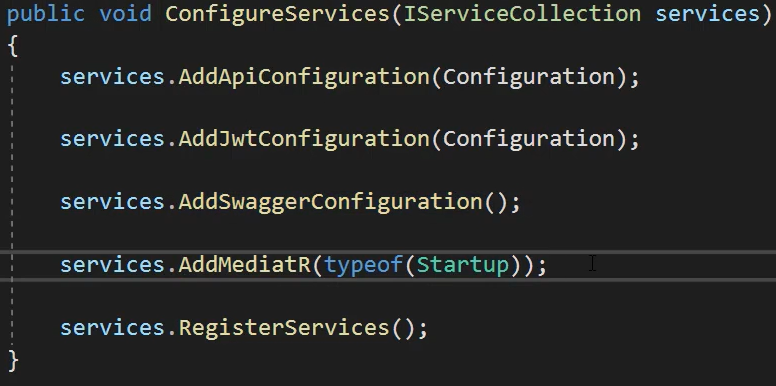 public void ConfigureServices(IServiceCollection services)
{
services.AddApiConfiguration(Configuration);
services.AddJwtConfiguration(Configuration);
services.AddSwaggerConfiguration();
services.AddMediatR(typeof(Startup));
services.RegisterServices();
}